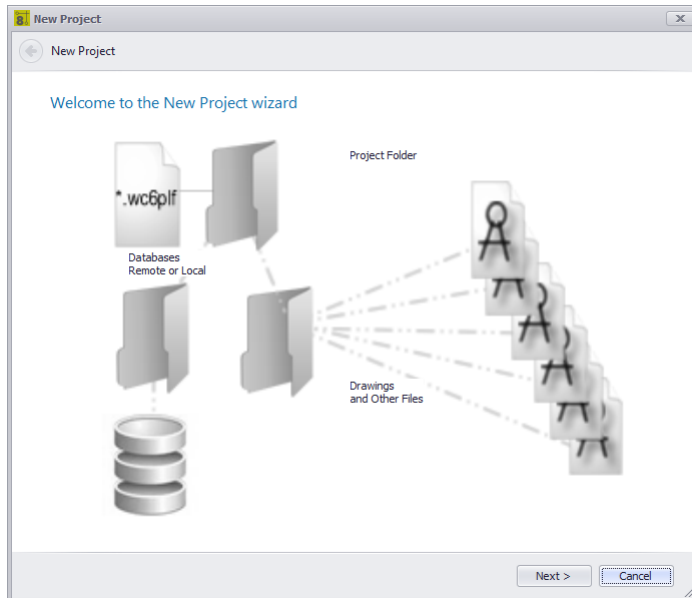 8
New Project
New Project
Welcome to the New Project wizard
Project Folder
*.wc6plf
Databases
Remote or Local
Drawings
and Other Files
Next >
Cancel